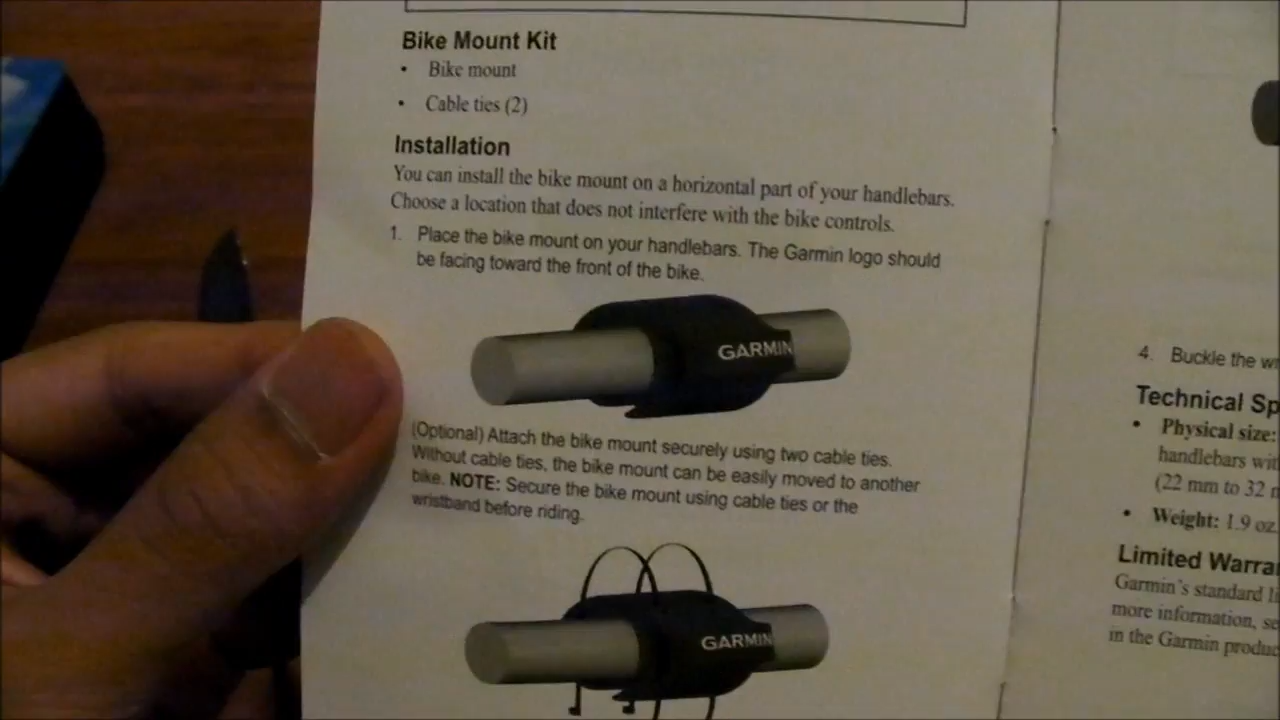 Bike Mount Kit
• Bike mount
• Cable ties (2)
Installation
You can install the bike mount on a horizontal part of your handlebars.
Choose a location that does not interfere with the bike controls.
1. Place the bike mount on your handlebars. The Garmin logo should
be facing toward the front of the bike.
GARMIN
(Optional) Attach the bike mount securely using two cable ties.
Without cable ties, the bike mount can be easily moved to another
bike. NOTE: Secure the bike mount using cable ties or the
wristband before riding.
GARMIN
4. Buckle the
Technical
• Physical size:
handlebars
(22 mm to 32
• Weight: 1.9 oz.
Limited
Garmin's standard
more information,
in the Garmin